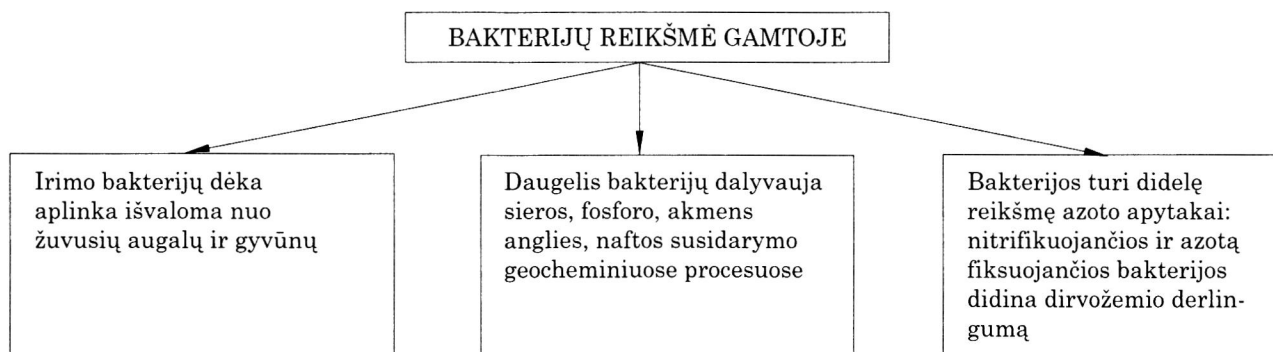 BAKTERIJŲ REIKŠMĖ GAMTOJE
Irimo bakterijų dėka
aplinka išvaloma nuo
žuvusių augalų ir gyvūnų
Daugelis bakterijų dalyvauja
sieros, fosforo, akmens
anglies, naftos susidarymo
geocheminiuose procesuose
Bakterijos turi didelę
reikšmę azoto apytakai:
nitrifikuojančios ir azotą
fiksuojančios bakterijos
didina dirvožemio derlin-
gumą